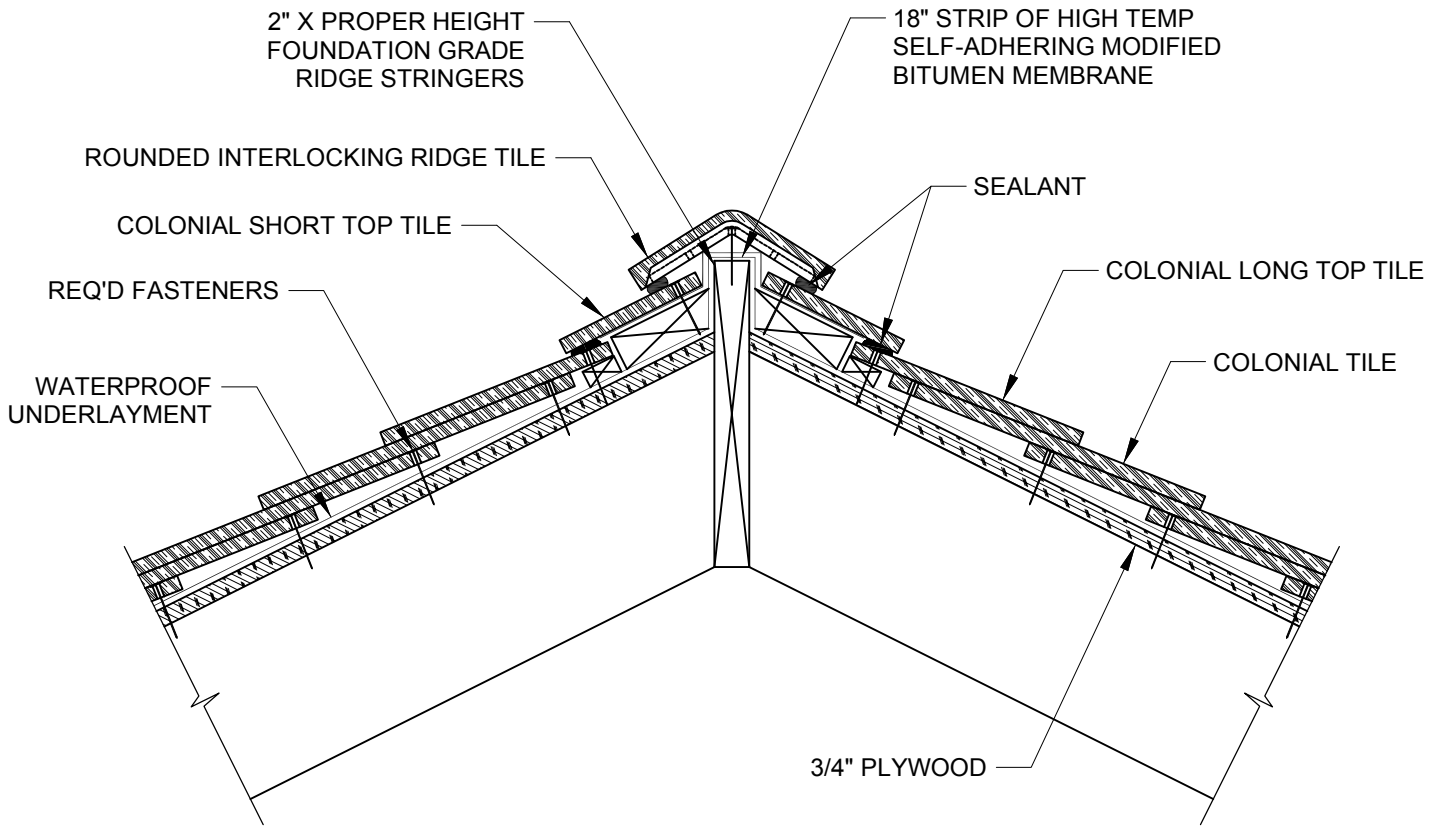 2" X PROPER HEIGHT
FOUNDATION GRADE
RIDGE STRINGERS
18" STRIP OF HIGH TEMP
SELF-ADHERING MODIFIED
BITUMEN MEMBRANE
ROUNDED INTERLOCKING RIDGE TILE
SEALANT
COLONIAL SHORT TOP TILE
COLONIAL LONG TOP TILE
REQ'D FASTENERS
COLONIAL TILE
WATERPROOF
UNDERLAYMENT
3/4" PLYWOOD